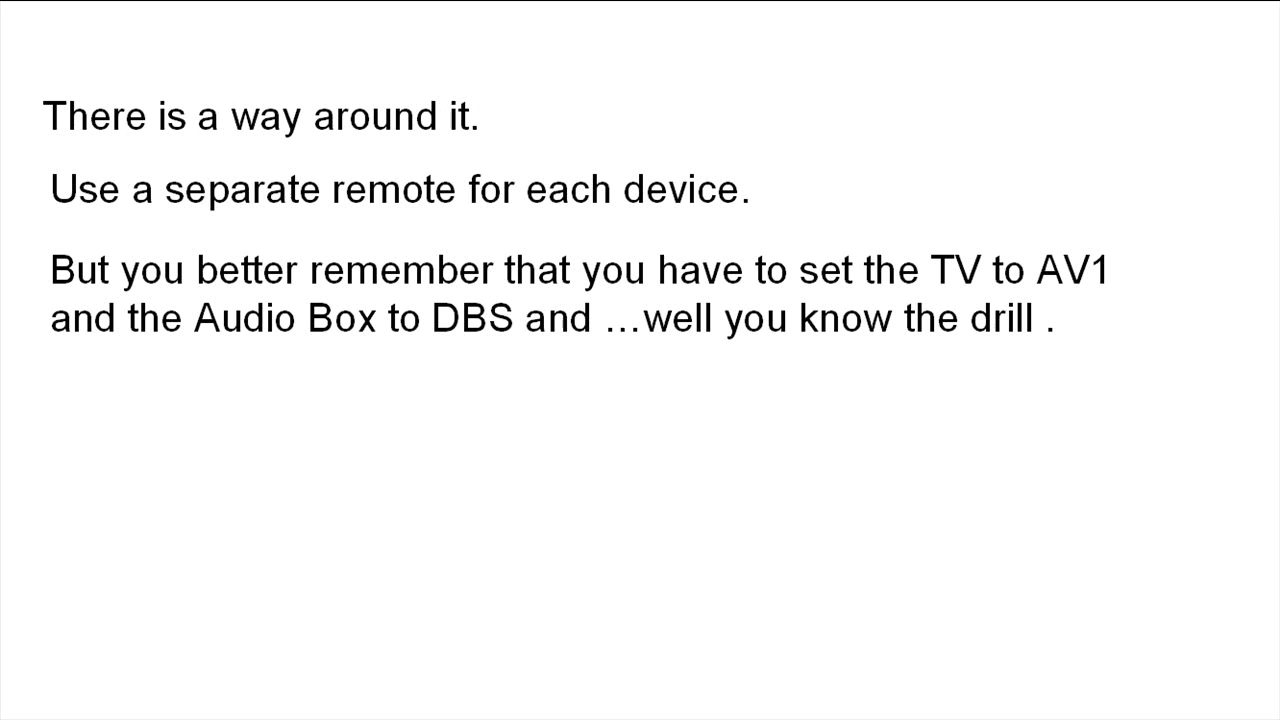 There is a way around it.
Use a separate remote for each device.
But you better remember that you have to set the TV to AV1
and the Audio Box to DBS and …well you know the drill .